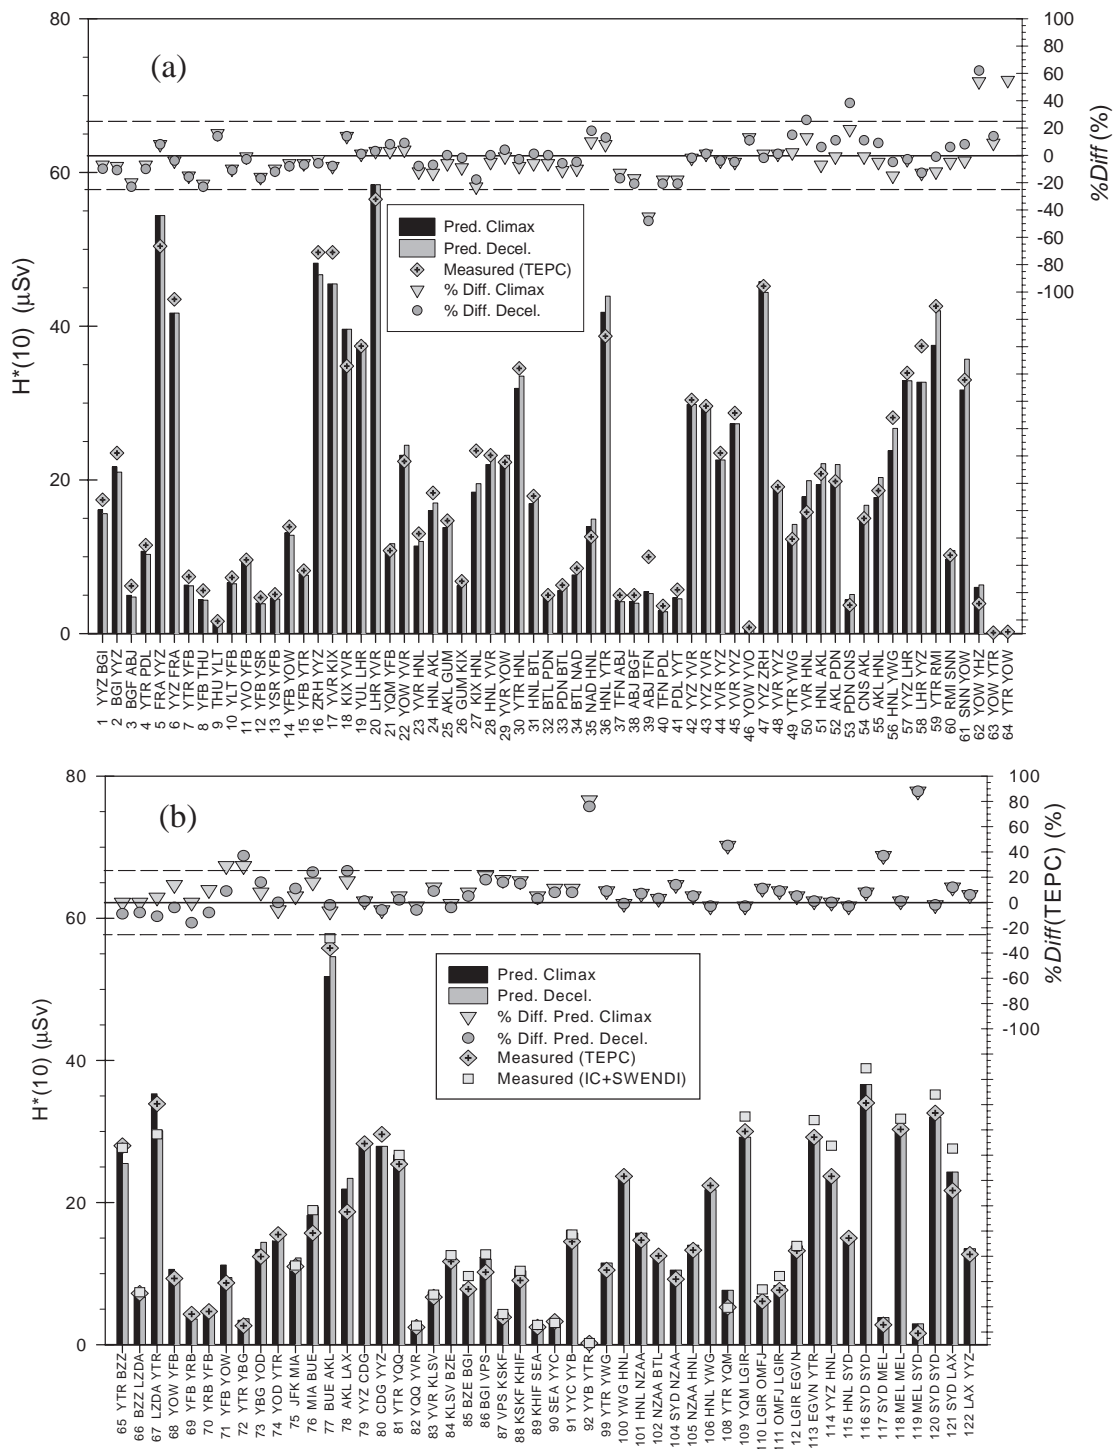 (a)
80
60
40
20
0
H*(10) (μSv)
100
80
60
40
20
0
-20
-40
-60
-80
-100
%Diff (%)
Pred. Climax
Pred. Decel.
Measured (TEPC)
% Diff. Climax
% Diff. Decel.
1 YYZ BGI
2 BGI YYZ
3 BGF ABJ
4 YTR PDL
5 FRA YYZ
6 YYZ FRA
7 YTR YFB
8 YFB THU
9 THU YLT
10 YLT YFB
11 YVO YFB
12 YFB YSR
13 YSR YFB
14 YFB YOW
15 YFB YTR
16 ZRH YYZ
17 YVR KIX
18 KIX YVR
19 YUL LHR
20 LHR YVR
21 YQM YFB
22 YOW YVR
23 YVR HNL
24 HNL AKL
25 AKL GUM
26 GUM KIX
27 KIX HNL
28 HNL YVR
29 YVR YOW
30 YTR HNL
31 HNL BTL
32 BTL PDN
33 PDN BTL
34 BTL NAD
35 NAD HNL
36 HNL YTR
37 TFN ABJ
38 ABJ BGF
39 ABJ TFN
40 TFN PDL
41 PDL YYT
42 YYZ YVR
43 YYZ YVR
44 YVR YYZ
45 YVR YYZ
46 YOW YVO
47 YYZ ZRH
48 YVR YYZ
49 YTR YWG
50 YVR HNL
51 HNL AKL
52 AKL PDN
53 PDN CNS
54 CNS AKL
55 AKL HNL
56 HNL YWG
57 YYZ LHR
58 LHR YYZ
59 YTR RMI
60 RMI SNN
61 SNN YOW
62 YOW YHZ
63 YOW YTR
64 YTR YOW
(b)
80
60
40
20
0
H*(10) (μSv)
100
80
60
40
20
0
-20
-40
-60
-80
-100
%Diff(TEPC) (%)
Pred. Climax
Pred. Decel.
% Diff. Pred. Climax
% Diff. Pred. Decel.
Measured (TEPC)
Measured (IC+SWENDI)
65 YTR BZZ
66 BZZ LZDA
67 LZDA YTR
68 YOW YFB
69 YFB YRB
70 YRB YFB
71 YFB YOW
72 YTR YBG
73 YBG YOD
74 YOD YTR
75 JFK MIA
76 MIA BUE
77 BUE AKL
78 AKL LAX
79 YYZ CDG
80 CDG YYZ
81 YTR YQQ
82 YQQ YVR
83 YVR KLSV
84 KLSV BZE
85 BZE BGI
86 BGI VPS
87 VPS KSKF
88 KSKF KHIF
89 KHIF SEA
90 SEA YYC
91 YYC YYB
92 YYB YTR
99 YTR YWG
100 YWG HNL
101 HNL NZAA
102 NZAA BTL
104 SYD NZAA
105 NZAA HNL
106 HNL YWG
108 YTR YQM
109 YQM LGIR
110 LGIR OMFJ
111 OMFJ LGIR
12 LGIR EGVN
113 EGVN YTR
114 YYZ HNL
115 HNL SYD
116 SYD SYD
117 SYD MEL
118 MEL MEL
119 MEL SYD
120 SYD SYD
121 SYD LAX
122 LAX YYZ